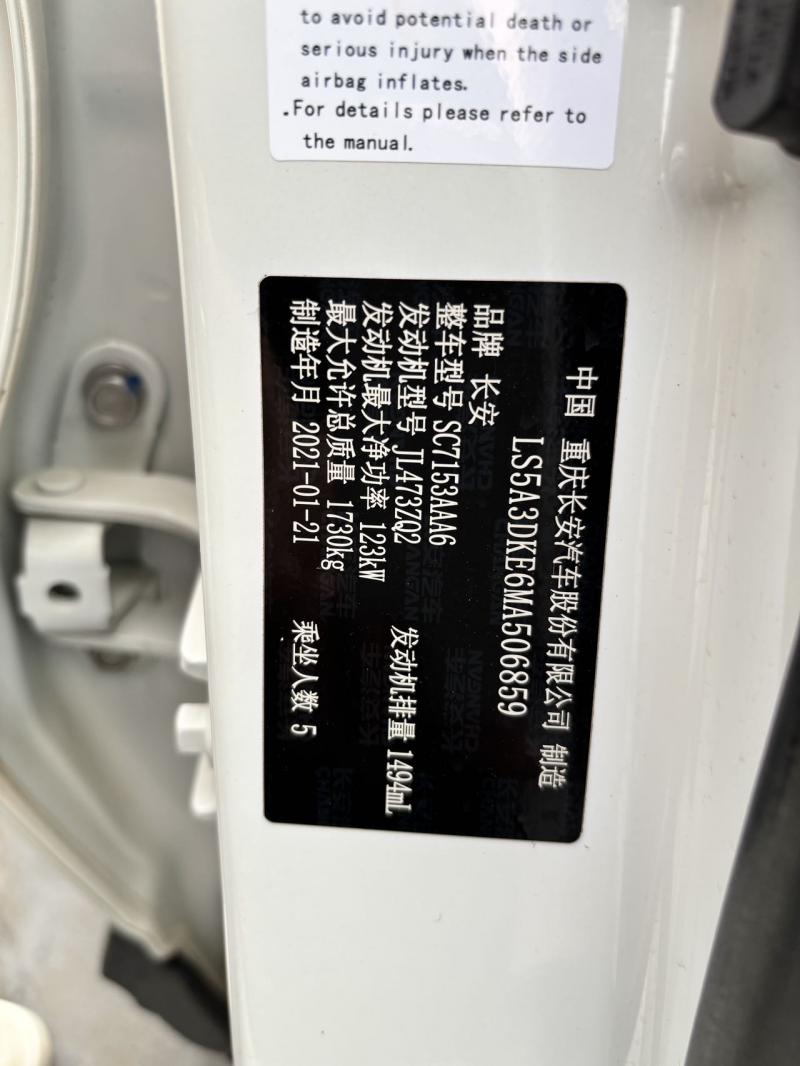 to avoid potential death or
serious injury when the side
airbag inflates.
.For details please refer to
the manual.
中国 重庆长安汽车股份有限公司 制造
LS5A3DKE6MA506859
品牌 长安
整车型号 SC7153AAA6
发动机型号 JL473ZQ2 发动机排量 1494mL
发动机最大净功率 123kW
最大允许总质量 1730kg
制造年月 2021-01-21 乘坐人数 5